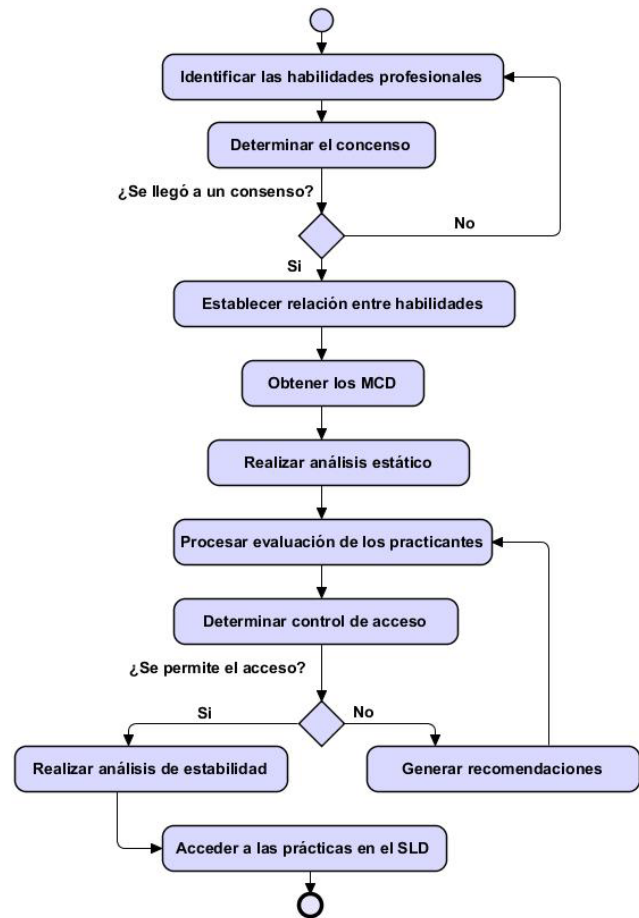 Identificar las habilidades profesionales
Determinar el concenso
¿Se llegó a un consenso?
No
Si
Establecer relación entre habilidades
Obtener los MCD
Realizar análisis estático
Procesar evaluación de los practicantes
Determinar control de acceso
¿Se permite el acceso?
Si
No
Realizar análisis de estabilidad
Generar recomendaciones
Acceder a las prácticas en el SLD